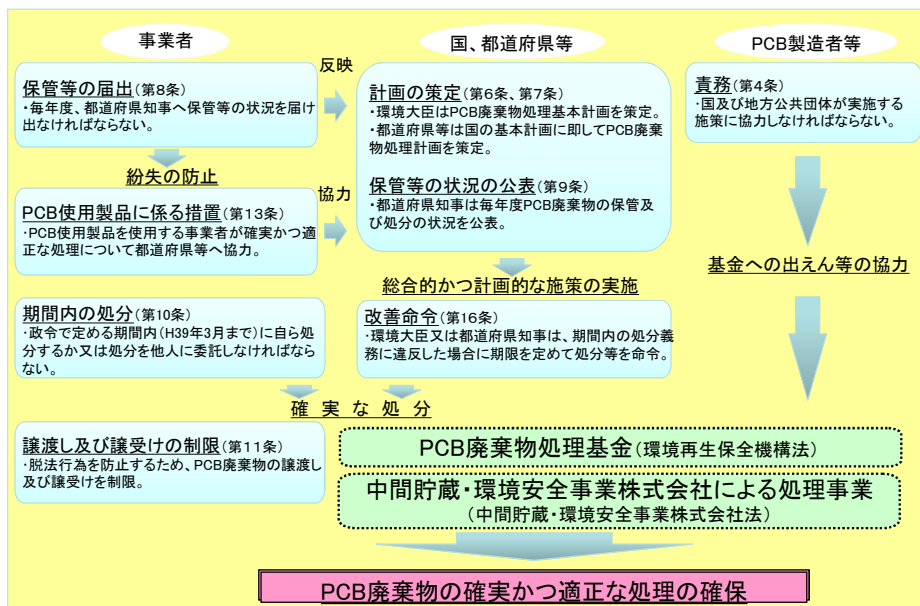 事業者
保管等の届出(第8条)
・毎年度、都道府県知事へ保管等の状況を届け
出なければならない。
紛失の防止
PCB使用製品に係る措置(第13条)
・PCB使用製品を使用する事業者が確実かつ適
正な処理について都道府県等へ協力。
期間内の処分(第10条)
・政令で定める期間内(H39年3月まで)に自ら処
分するか又は処分を他人に委託しなければなら
ない。
譲渡し及び譲受けの制限(第11条)
・脱法行為を防止するため、PCB廃棄物の譲渡し
及び譲受けを制限。
反映
協力
国、都道府県等
計画の策定(第6条、第7条)
・環境大臣はPCB廃棄物処理基本計画を策定。
・都道府県等は国の基本計画に即してPCB廃棄
物処理計画を策定。
保管等の状況の公表(第9条)
・都道府県知事は毎年度PCB廃棄物の保管及
び処分の状況を公表。
総合的かつ計画的な施策の実施
改善命令(第16条)
・環境大臣又は都道府県知事は、期間内の処分義
務に違反した場合に期限を定めて処分等を命令。
確実な処分
PCB製造者等
責務(第4条)
・国及び地方公共団体が実施する
施策に協力しなければならない。
基金への出えん等の協力
PCB廃棄物処理基金(環境再生保全機構法)
中間貯蔵・環境安全事業株式会社による処理事業
(中間貯蔵・環境安全事業株式会社法)
PCB廃棄物の確実かつ適正な処理の確保